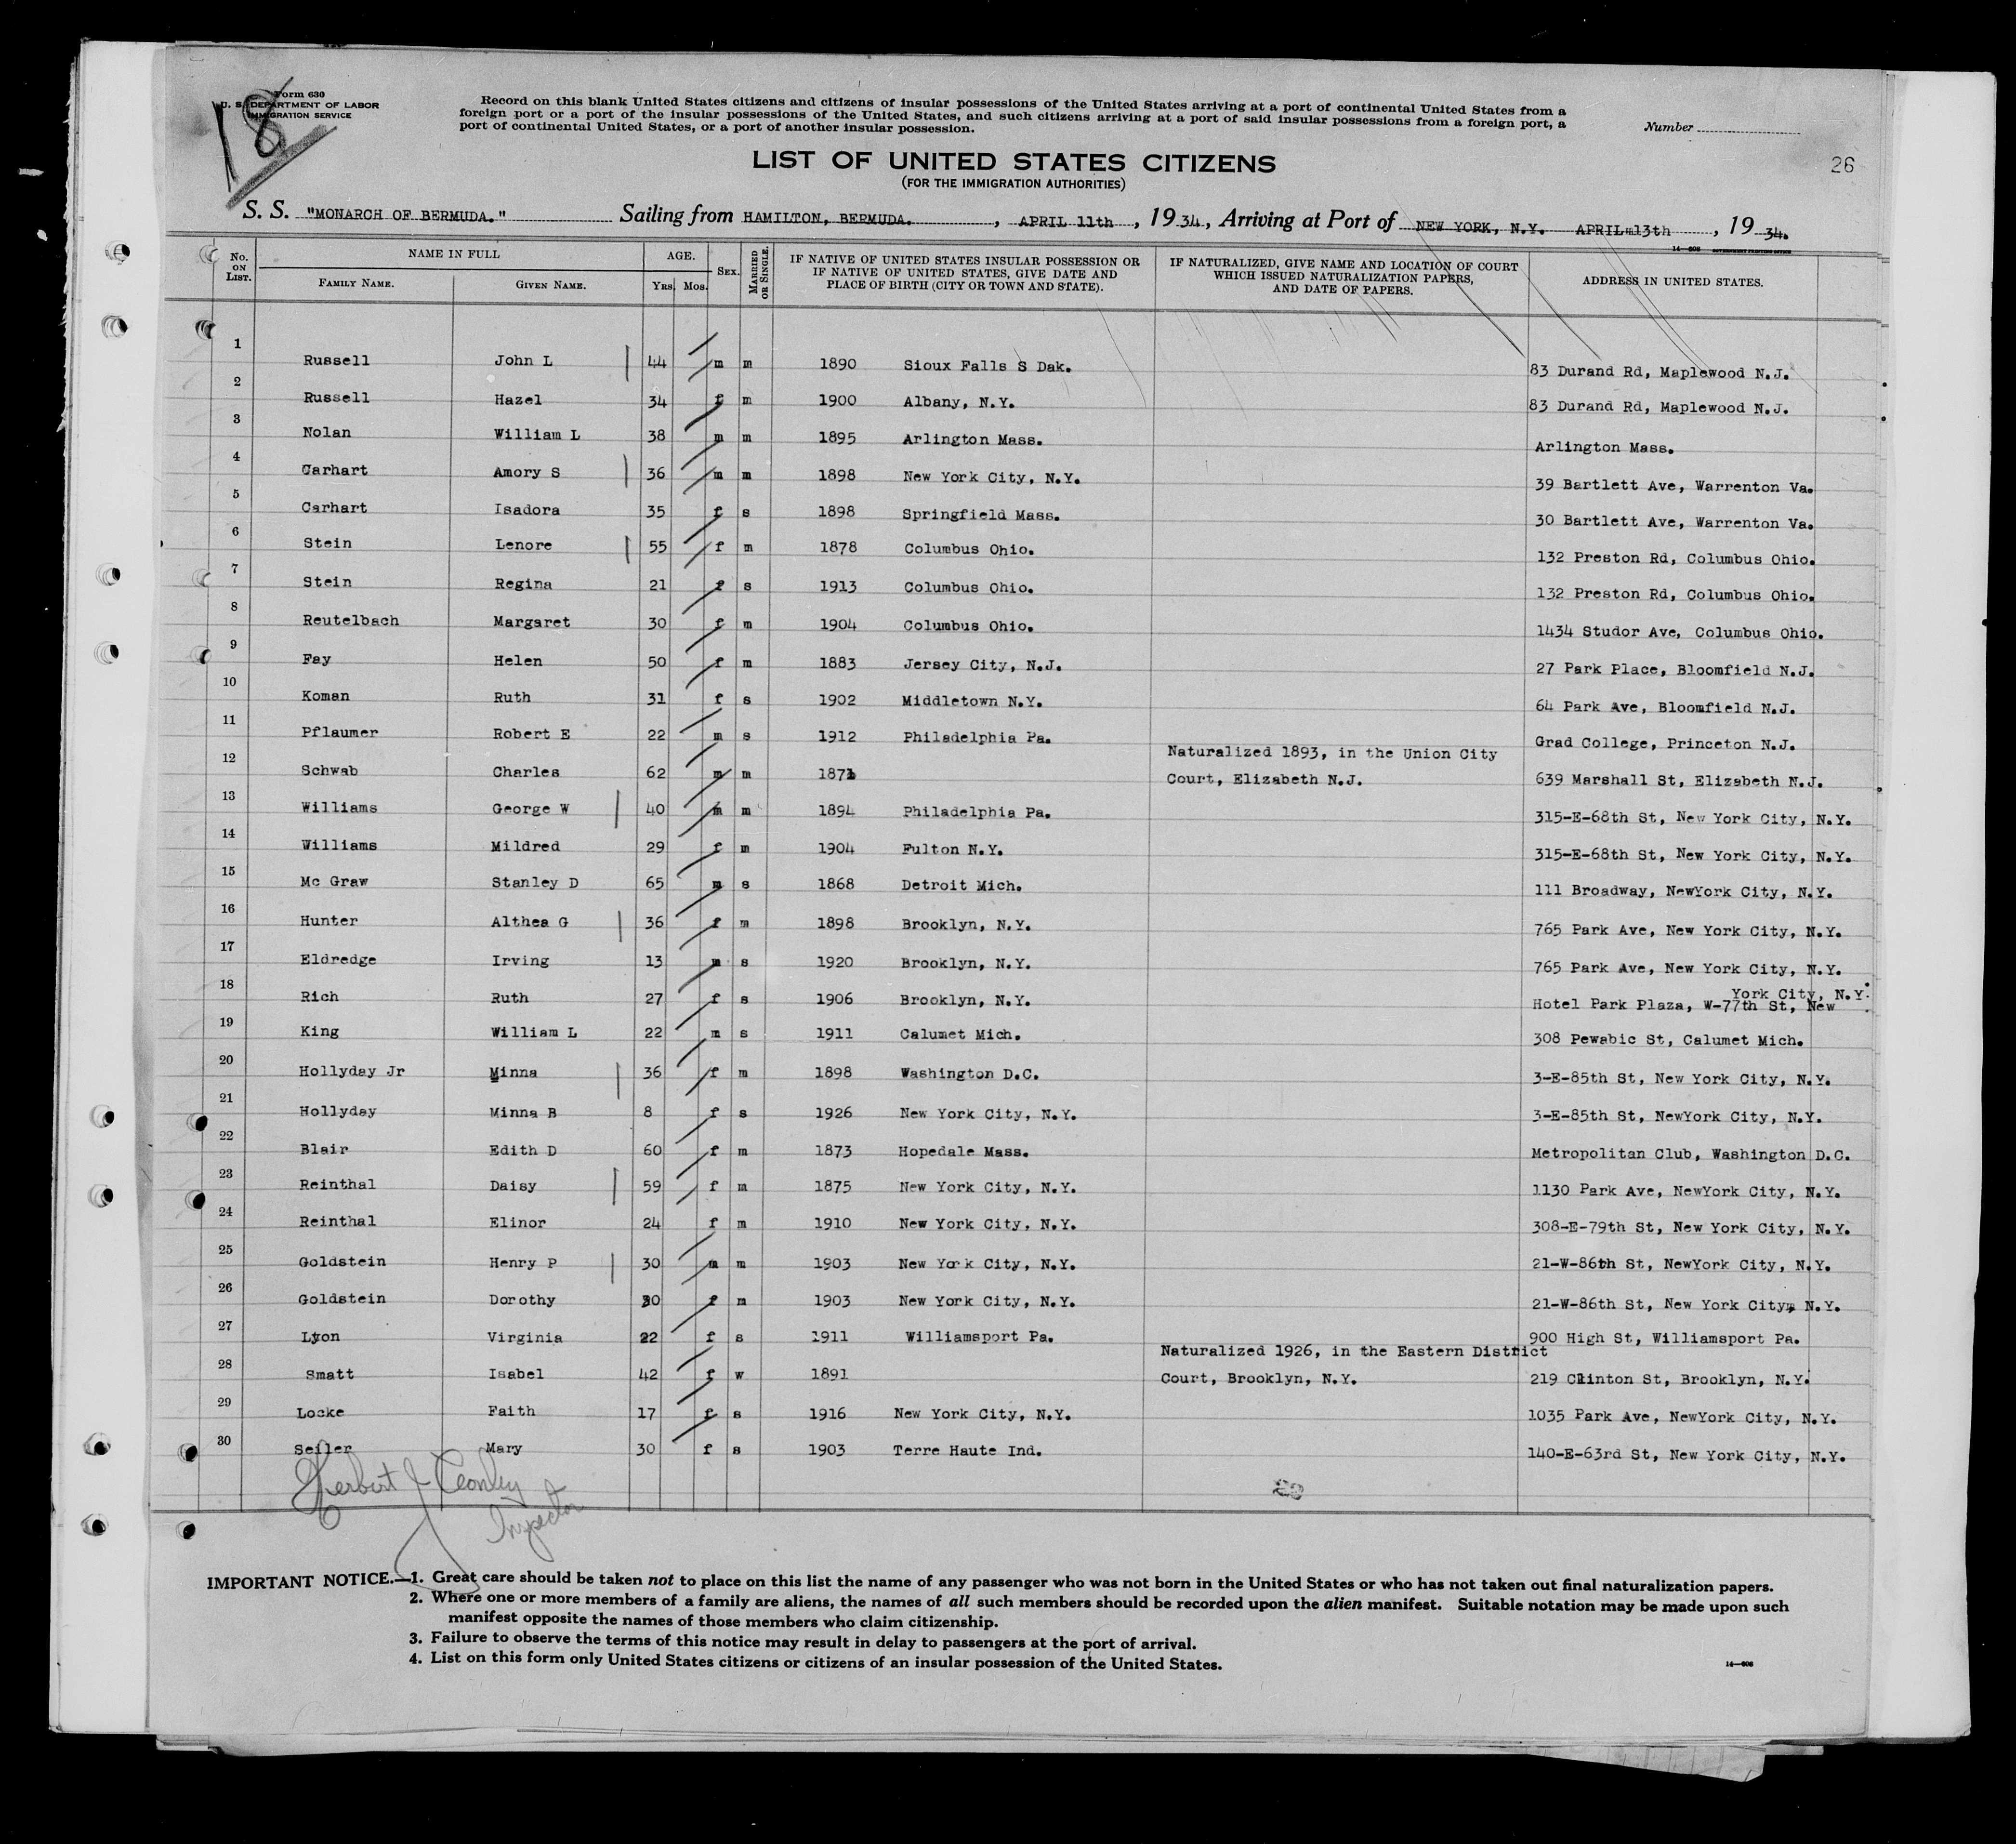 Form 630
U. S. DEPARTMENT OF LABOR
IMMIGRATION SERVICE
18
Record on this blank United States citizens and citizens of insular possessions of the United States arriving at a port of continental United States from a
foreign port or a port of the insular possessions of the United States, and such citizens arriving at a port of said insular possessions from a foreign port, a
port of continental United States, or a port of another insular possession.
Number
26
LIST OF UNITED STATES CITIZENS
(FOR THE IMMIGRATION AUTHORITIES)
S. S. "MONARCH OF BERMUDA." Sailing from HAMILTON, BERMUDA. , APRIL 11th , 19 34, Arriving at Port of NEW YORK, N.Y. APRIL 13th , 19 34.
14-608 GOVERNMENT PRINTING OFFICE
No. ON LIST. NAME IN FULL FAMILY NAME. GIVEN NAME. AGE. Yrs. Mos. SEX. MARRIED OR SINGLE. IF NATIVE OF UNITED STATES INSULAR POSSESSION OR IF NATIVE OF UNITED STATES, GIVE DATE AND PLACE OF BIRTH (CITY OR TOWN AND STATE). IF NATURALIZED, GIVE NAME AND LOCATION OF COURT WHICH ISSUED NATURALIZATION PAPERS, AND DATE OF PAPERS. ADDRESS IN UNITED STATES.
1 Russell John L 44 m m 1890 Sioux Falls S Dak. 83 Durand Rd, Maplewood N.J.
2 Russell Hazel 34 f m 1900 Albany, N.Y. 83 Durand Rd, Maplewood N.J.
3 Nolan William L 38 m m 1895 Arlington Mass. Arlington Mass.
4 Carhart Amory S 36 m m 1898 New York City, N.Y. 39 Bartlett Ave, Warrenton Va.
5 Carhart Isadora 35 f s 1898 Springfield Mass. 30 Bartlett Ave, Warrenton Va.
6 Stein Lenore 55 f m 1878 Columbus Ohio. 132 Preston Rd, Columbus Ohio.
7 Stein Regina 21 f s 1913 Columbus Ohio. 132 Preston Rd, Columbus Ohio.
8 Reutelbach Margaret 30 f m 1904 Columbus Ohio. 1434 Studor Ave, Columbus Ohio.
9 Fay Helen 50 f m 1883 Jersey City, N.J. 27 Park Place, Bloomfield N.J.
10 Koman Ruth 31 f s 1902 Middletown N.Y. 64 Park Ave, Bloomfield N.J.
11 Pflaumer Robert E 22 m s 1912 Philadelphia Pa. Grad College, Princeton N.J.
Naturalized 1893, in the Union City
12 Schwab Charles 62 m m 1871 Court, Elizabeth N.J. 639 Marshall St, Elizabeth N.J.
13 Williams George W 40 m m 1894 Philadelphia Pa. 315-E-68th St, New York City, N.Y.
14 Williams Mildred 29 f m 1904 Fulton N.Y. 315-E-68th St, New York City, N.Y.
15 Mc Graw Stanley D 65 m s 1868 Detroit Mich. 111 Broadway, NewYork City, N.Y.
16 Hunter Althea G 36 f m 1898 Brooklyn, N.Y. 765 Park Ave, New York City, N.Y.
17 Eldredge Irving 13 m s 1920 Brooklyn, N.Y. 765 Park Ave, New York City, N.Y.
York City, N.Y.
18 Rich Ruth 27 f s 1906 Brooklyn, N.Y. Hotel Park Plaza, W-77th St, New
19 King William L 22 m s 1911 Calumet Mich. 308 Pewabic St, Calumet Mich.
20 Hollyday Jr Minna 36 f m 1898 Washington D.C. 3-E-85th St, New York City, N.Y.
21 Hollyday Minna B 8 f s 1926 New York City, N.Y. 3-E-85th St, NewYork City, N.Y.
22 Blair Edith D 60 f m 1873 Hopedale Mass. Metropolitan Club, Washington D.C.
23 Reinthal Daisy 59 f m 1875 New York City, N.Y. 1130 Park Ave, NewYork City, N.Y.
24 Reinthal Elinor 24 f m 1910 New York City, N.Y. 308-E-79th St, New York City, N.Y.
25 Goldstein Henry P 30 m m 1903 New York City, N.Y. 21-W-86th St, NewYork City, N.Y.
26 Goldstein Dorothy 30 f m 1903 New York City, N.Y. 21-W-86th St, New York City, N.Y.
27 Lyon Virginia 22 f s 1911 Williamsport Pa. 900 High St, Williamsport Pa.
Naturalized 1926, in the Eastern District
28 Smatt Isabel 42 f w 1891 Court, Brooklyn, N.Y. 219 Clinton St, Brooklyn, N.Y.
29 Locke Faith 17 f s 1916 New York City, N.Y. 1035 Park Ave, NewYork City, N.Y.
30 Seiler Mary 30 f s 1903 Terre Haute Ind. 140-E-63rd St, New York City, N.Y.
Herbert J
Inspector
IMPORTANT NOTICE.—1. Great care should be taken not to place on this list the name of any passenger who was not born in the United States or who has not taken out final naturalization papers.
2. Where one or more members of a family are aliens, the names of all such members should be recorded upon the alien manifest. Suitable notation may be made upon such
manifest opposite the names of those members who claim citizenship.
3. Failure to observe the terms of this notice may result in delay to passengers at the port of arrival.
4. List on this form only United States citizens or citizens of an insular possession of the United States.
14-608